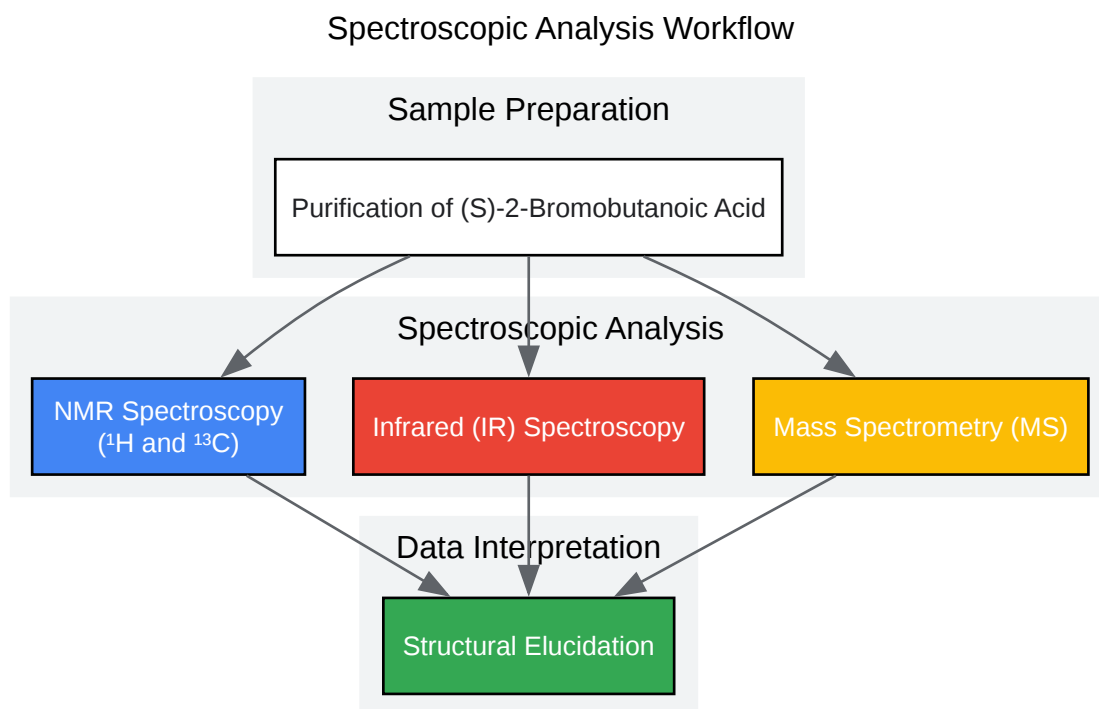 Spectroscopic Analysis Workflow
Sample Preparation
Purification of (S)-2-Bromobutanoic Acid
Spectroscopic Analysis
NMR Spectroscopy
(¹H and ¹³C)
Infrared (IR) Spectroscopy
Mass Spectrometry (MS)
Data Interpretation
Structural Elucidation